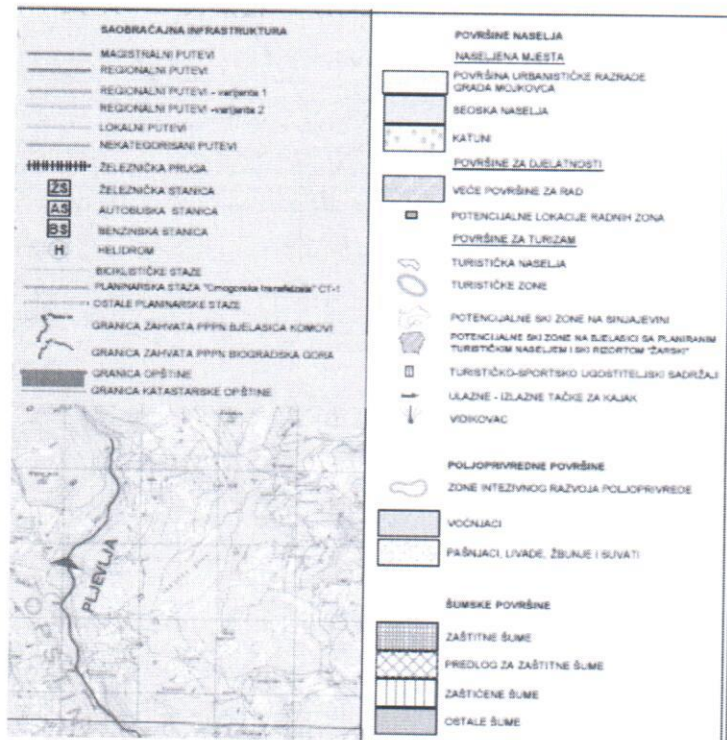 SAOBRAĆAJNA INFRASTRUKTURA
MAGISTRALNI PUTEVI
REGIONALNI PUTEVI
REGIONALNI PUTEVI - varijanta 1
REGIONALNI PUTEVI -varijanta 2
LOKALNI PUTEVI
NEKATEGORISANI PUTEVI
ŽELEZNIČKA PRUGA
ŽS ŽELEZNIČKA STANICA
AS AUTOBUSKA STANICA
BS BENZINSKA STANICA
H HELIDROM
BICIKLISTIČKE STAZE
PLANINARSKA STAZA "Crnogorska transferzala" CT-1
OSTALE PLANINARSKE STAZE
GRANICA ZAHVATA PPPN BJELASICA KOMOVI
GRANICA ZAHVATA PPPN BIOGRADSKA GORA
GRANICA OPŠTINE
GRANICA KATASTARSKE OPŠTINE
PLJEVLJA
POVRŠINE NASELJA
NASELJENA MJESTA
POVRŠINA URBANISTIČKE RAZRADE
GRADA MOJKOVCA
SEOSKA NASELJA
KATUNI
POVRŠINE ZA DJELATNOSTI
VEĆE POVRŠINE ZA RAD
POTENCIJALNE LOKACIJE RADNIH ZONA
POVRŠINE ZA TURIZAM
TURISTIČKA NASELJA
TURISTIČKE ZONE
POTENCIJALNE SKI ZONE NA SINJAJEVINI
POTENCIJALNE SKI ZONE NA BJELASICI SA PLANIRANIM
TURISTIČKIM NASELJEM I SKI RIZORTOM "ŽARSKI"
TURISTIČKO-SPORTSKO UGOSTITELJSKI SADRŽAJI
ULAZNE - IZLAZNE TAČKE ZA KAJAK
VIDIKOVAC
POLJOPRIVREDNE POVRŠINE
ZONE INTEZIVNOG RAZVOJA POLJOPRIVREDE
VOĆNJACI
PAŠNJACI, LIVADE, ŽBUNJE I SUVATI
ŠUMSKE POVRŠINE
ZAŠTITNE ŠUME
PREDLOG ZA ZAŠTITNE ŠUME
ZAŠTIĆENE ŠUME
OSTALE ŠUME